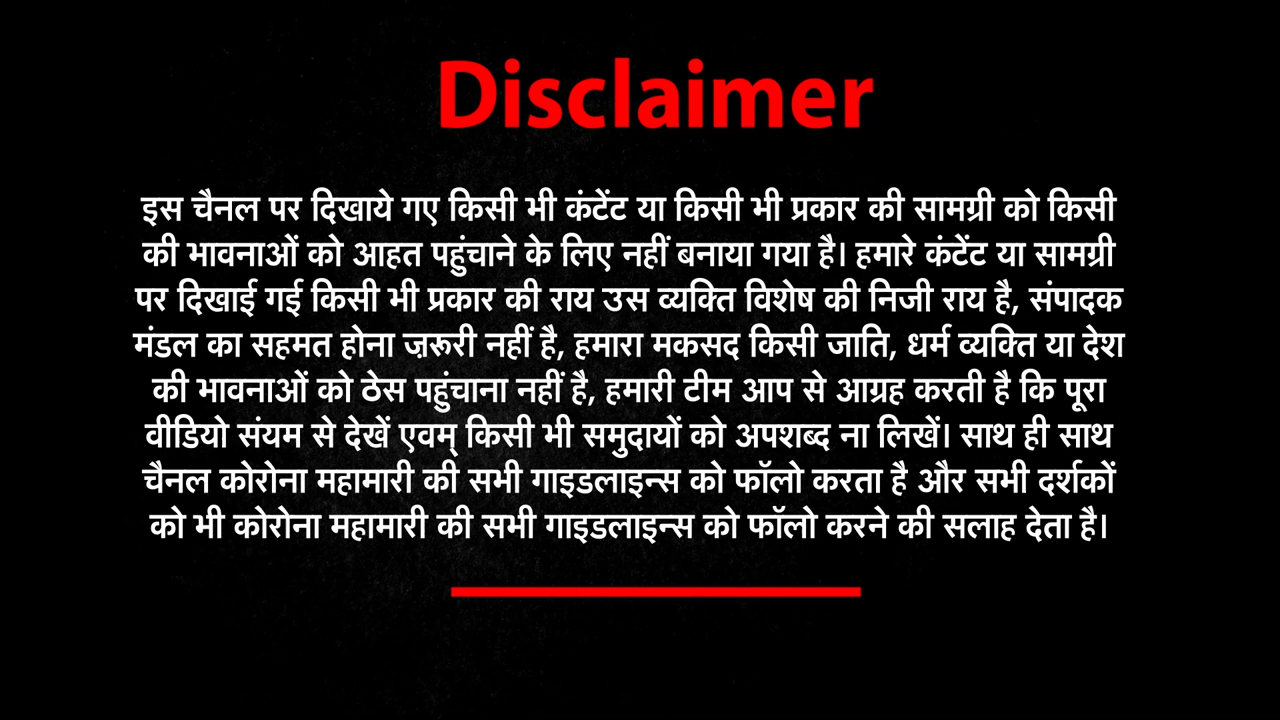 Disclaimer
इस चैनल पर दिखाये गए किसी भी कंटेंट या किसी भी प्रकार की सामग्री को किसी
की भावनाओं को आहत पहुंचाने के लिए नहीं बनाया गया है। हमारे कंटेंट या सामग्री
पर दिखाई गई किसी भी प्रकार की राय उस व्यक्ति विशेष की निजी राय है, संपादक
मंडल का सहमत होना ज़रूरी नहीं है, हमारा मकसद किसी जाति, धर्म व्यक्ति या देश
की भावनाओं को ठेस पहुंचाना नहीं है, हमारी टीम आप से आग्रह करती है कि पूरा
वीडियो संयम से देखें एवम् किसी भी समुदायों को अपशब्द ना लिखें। साथ ही साथ
चैनल कोरोना महामारी की सभी गाइडलाइन्स को फॉलो करता है और सभी दर्शकों
को भी कोरोना महामारी की सभी गाइडलाइन्स को फॉलो करने की सलाह देता है।